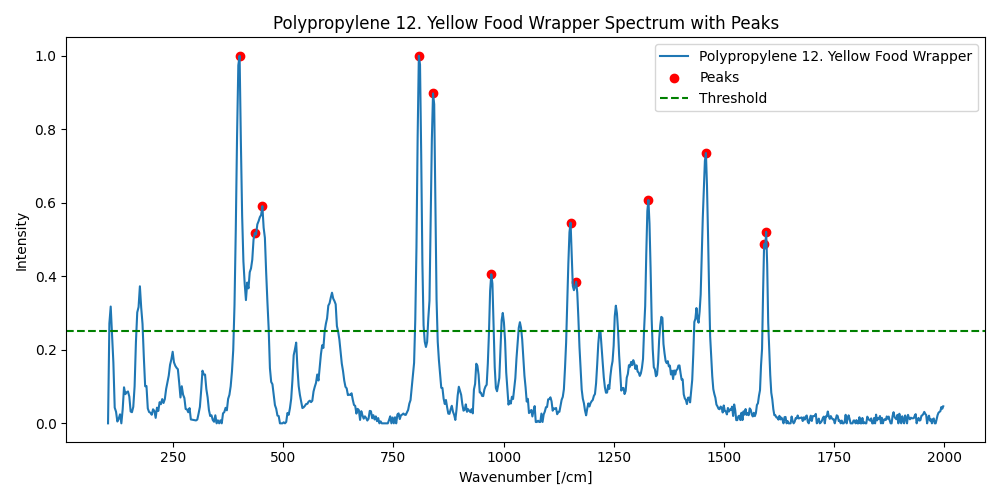 Polypropylene 12. Yellow Food Wrapper Spectrum with Peaks
Polypropylene 12. Yellow Food Wrapper
Peaks
Threshold
Intensity
1.0
0.8
0.6
0.4
0.2
0.0
250 500 750 1000 1250 1500 1750 2000
Wavenumber [/cm]